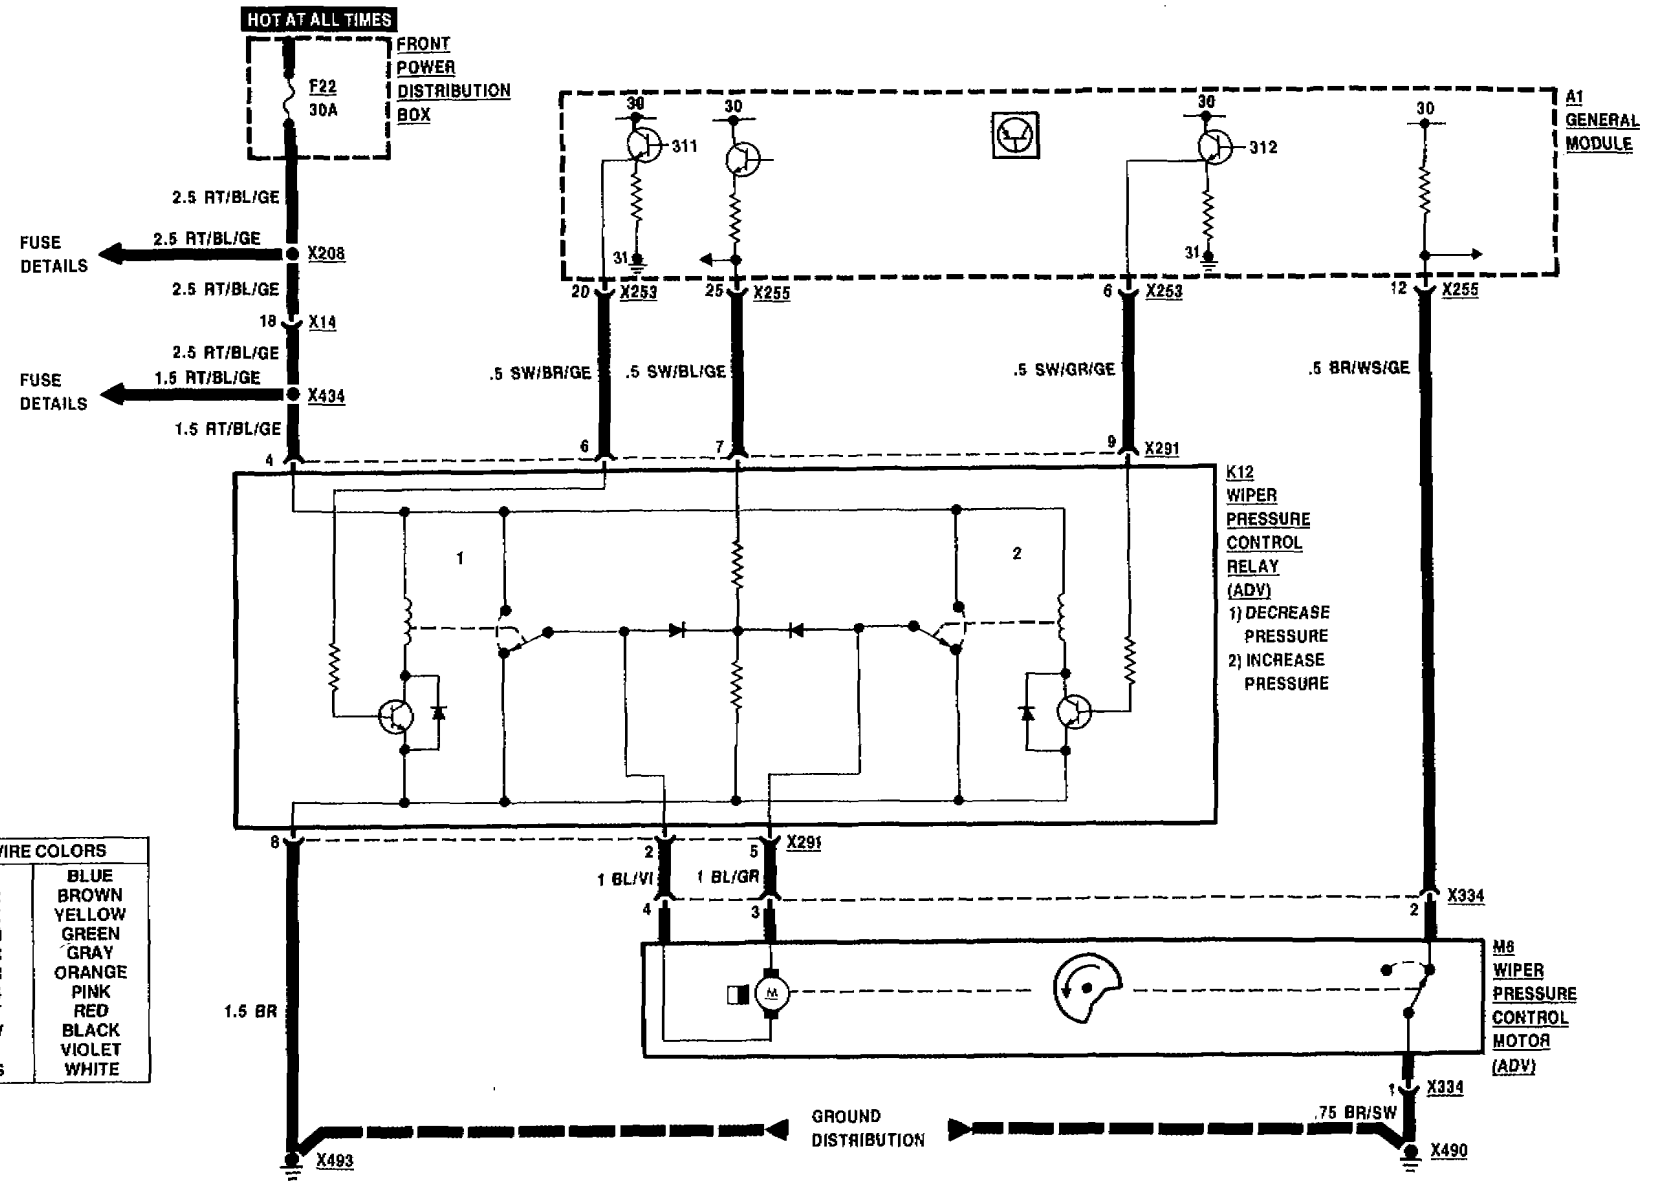 HOT AT ALL TIMES
FRONT
POWER
DISTRIBUTION
BOX
F22
30A
2.5 RT/BL/GE
FUSE
DETAILS
2.5 RT/BL/GE
X208
2.5 RT/BL/GE
18
X14
2.5 RT/BL/GE
FUSE
DETAILS
1.5 RT/BL/GE
X434
1.5 RT/BL/GE
30
311
31
30
30
312
31
30
A1
GENERAL
MODULE
20
X253
25
X255
6
X253
12
X255
.5 SW/BR/GE
.5 SW/BL/GE
.5 SW/GR/GE
.5 BR/WS/GE
4
6
7
9
X291
1
2
K12
WIPER
PRESSURE
CONTROL
RELAY
(ADV)
1) DECREASE
PRESSURE
2) INCREASE
PRESSURE
8
2
5
X291
1 BL/VI
1 BL/GR
4
3
2
X334
M
M6
WIPER
PRESSURE
CONTROL
MOTOR
(ADV)
WIRE COLORS
BLUE
BROWN
YELLOW
GREEN
GRAY
ORANGE
PINK
RED
BLACK
VIOLET
S WHITE
1.5 BR
1
X334
.75 BR/SW
GROUND
DISTRIBUTION
X493
X490